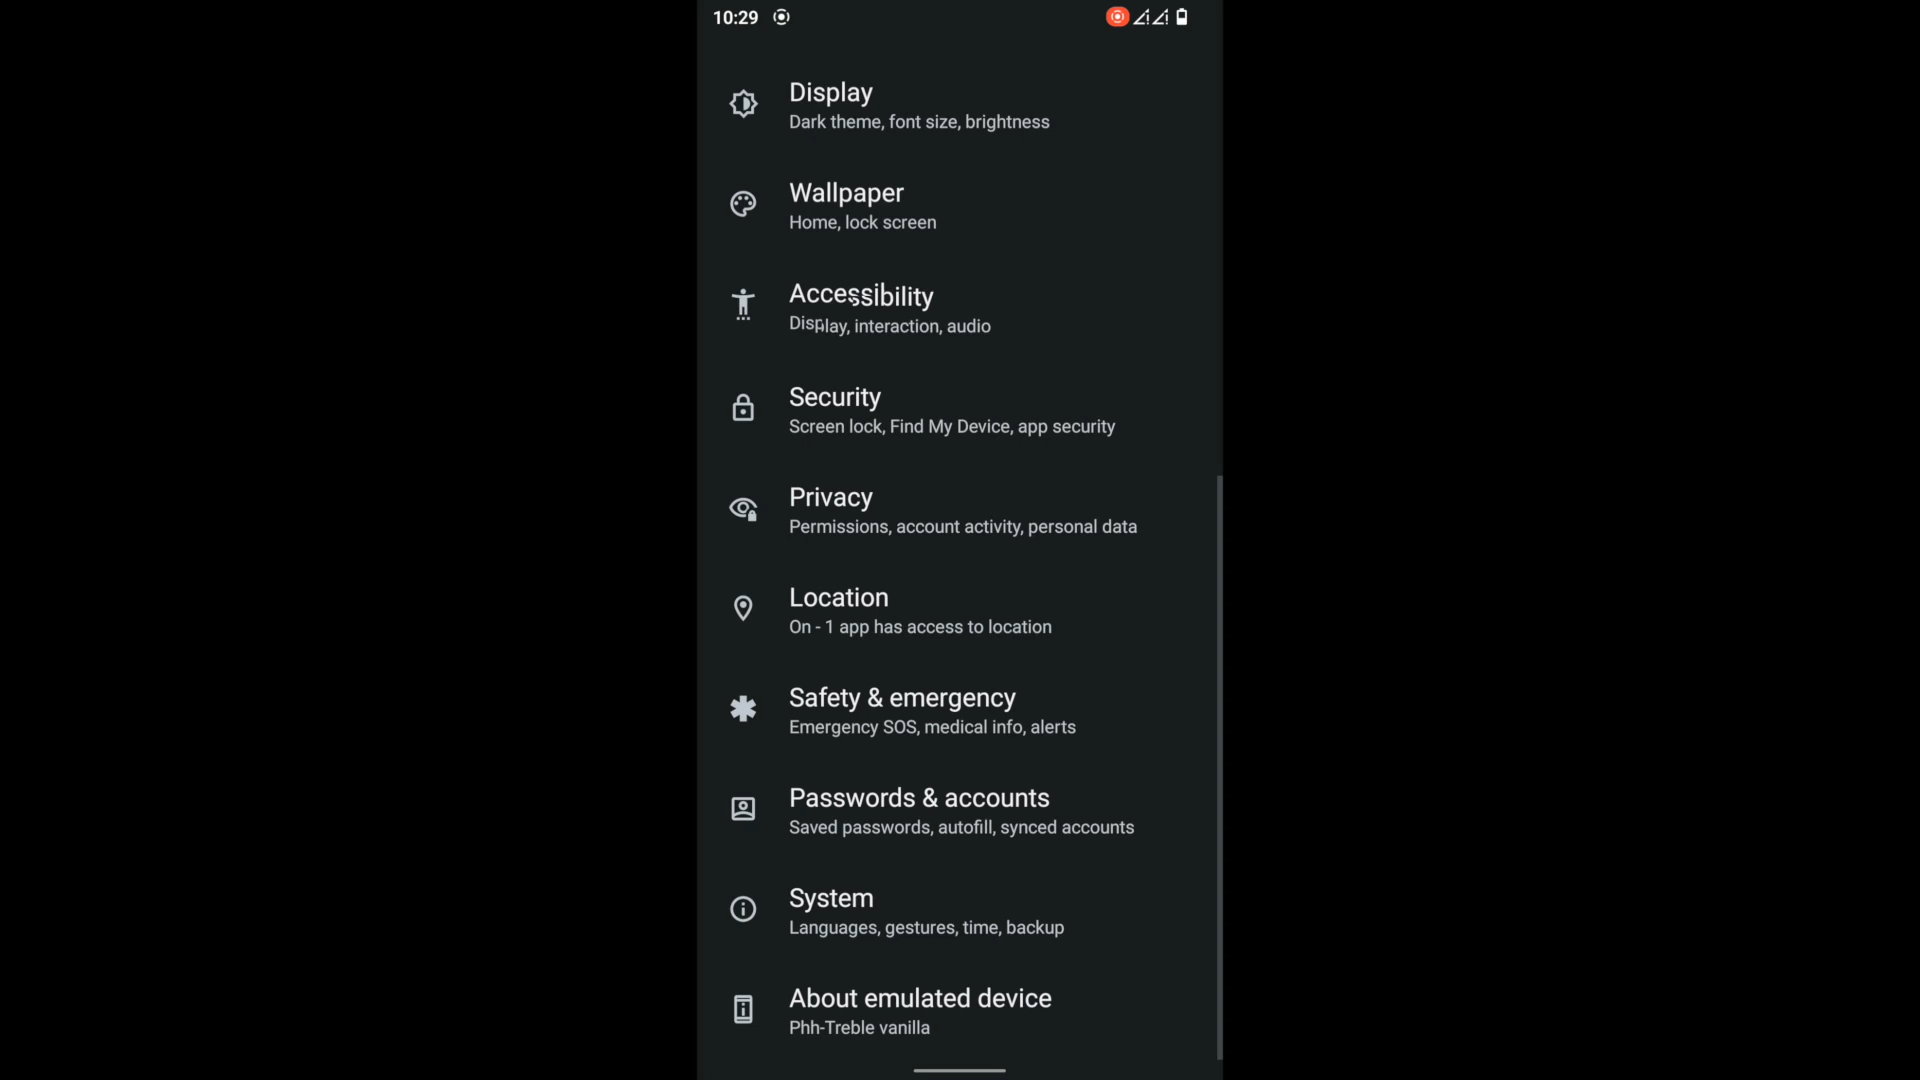 10:29
Display
Dark theme, font size, brightness
Wallpaper
Home, lock screen
Accessibility
Display, interaction, audio
Security
Screen lock, Find My Device, app security
Privacy
Permissions, account activity, personal data
Location
On - 1 app has access to location
Safety & emergency
Emergency SOS, medical info, alerts
Passwords & accounts
Saved passwords, autofill, synced accounts
System
Languages, gestures, time, backup
About emulated device
Phh-Treble vanilla